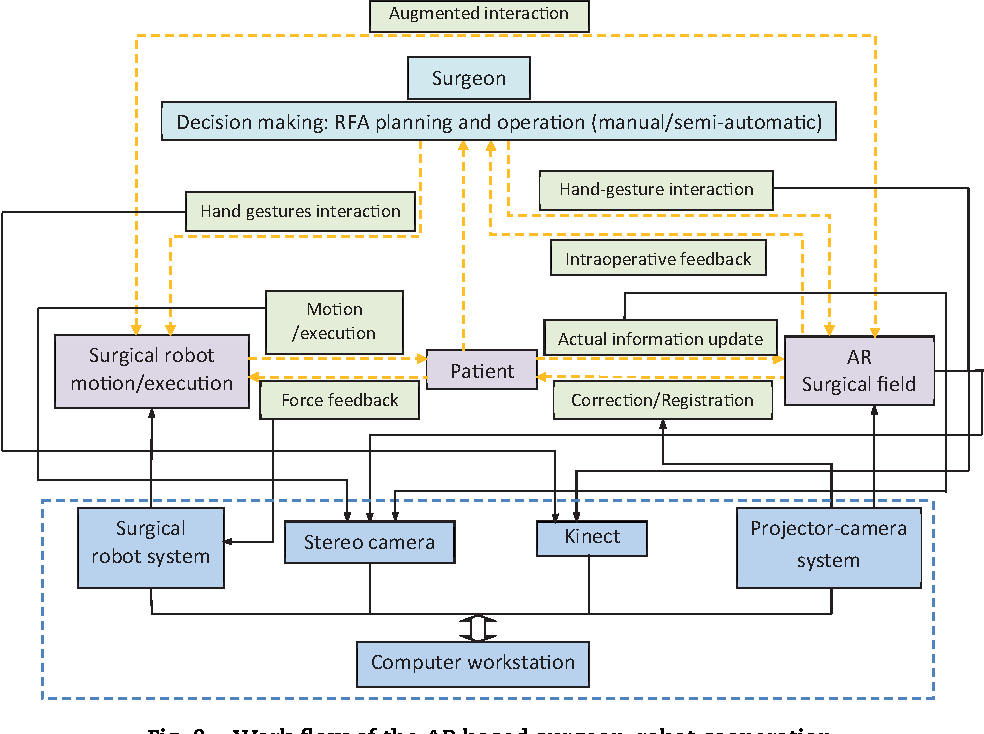 Augmented interaction
Surgeon
Decision making: RFA planning and operation (manual/semi-automatic)
Hand-gesture interaction
Hand gestures interaction
Intraoperative feedback
Motion
/execution
Actual information update
Surgical robot
motion/execution
Patient
AR
Surgical field
Force feedback
Correction/Registration
Surgical
robot system
Stereo camera
Kinect
Projector-camera
system
Computer workstation